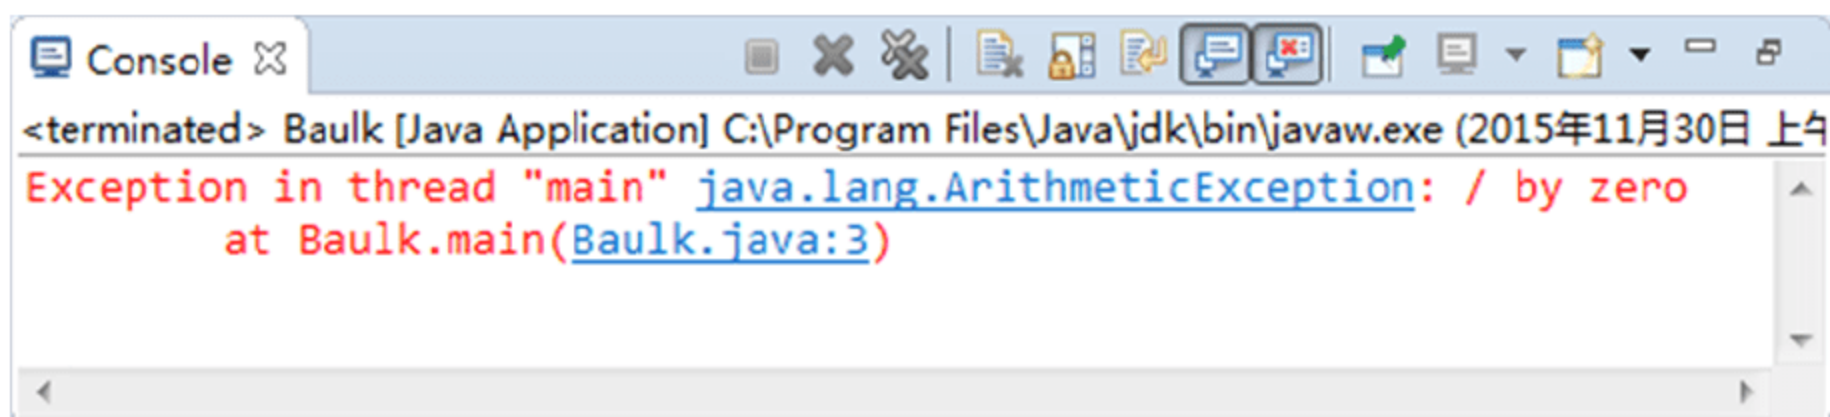 Console
<terminated> Baulk [Java Application] C:\Program Files\Java\jdk\bin\javaw.exe (2015年11月30日 上午
Exception in thread "main" java.lang.ArithmeticException: / by zero
at Baulk.main(Baulk.java:3)